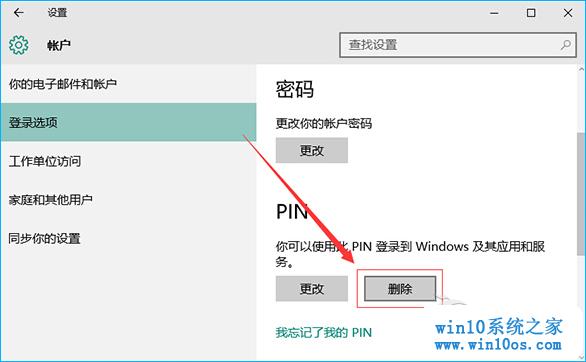 设置
帐户
查找设置
你的电子邮件和帐户
登录选项
工作单位访问
家庭和其他用户
同步你的设置
密码
更改你的帐户密码
更改
PIN
你可以使用此 PIN 登录到 Windows 及其应用和服
务。
更改
删除
我忘记了我的 PIN
win10系统之家
www.win10os.com